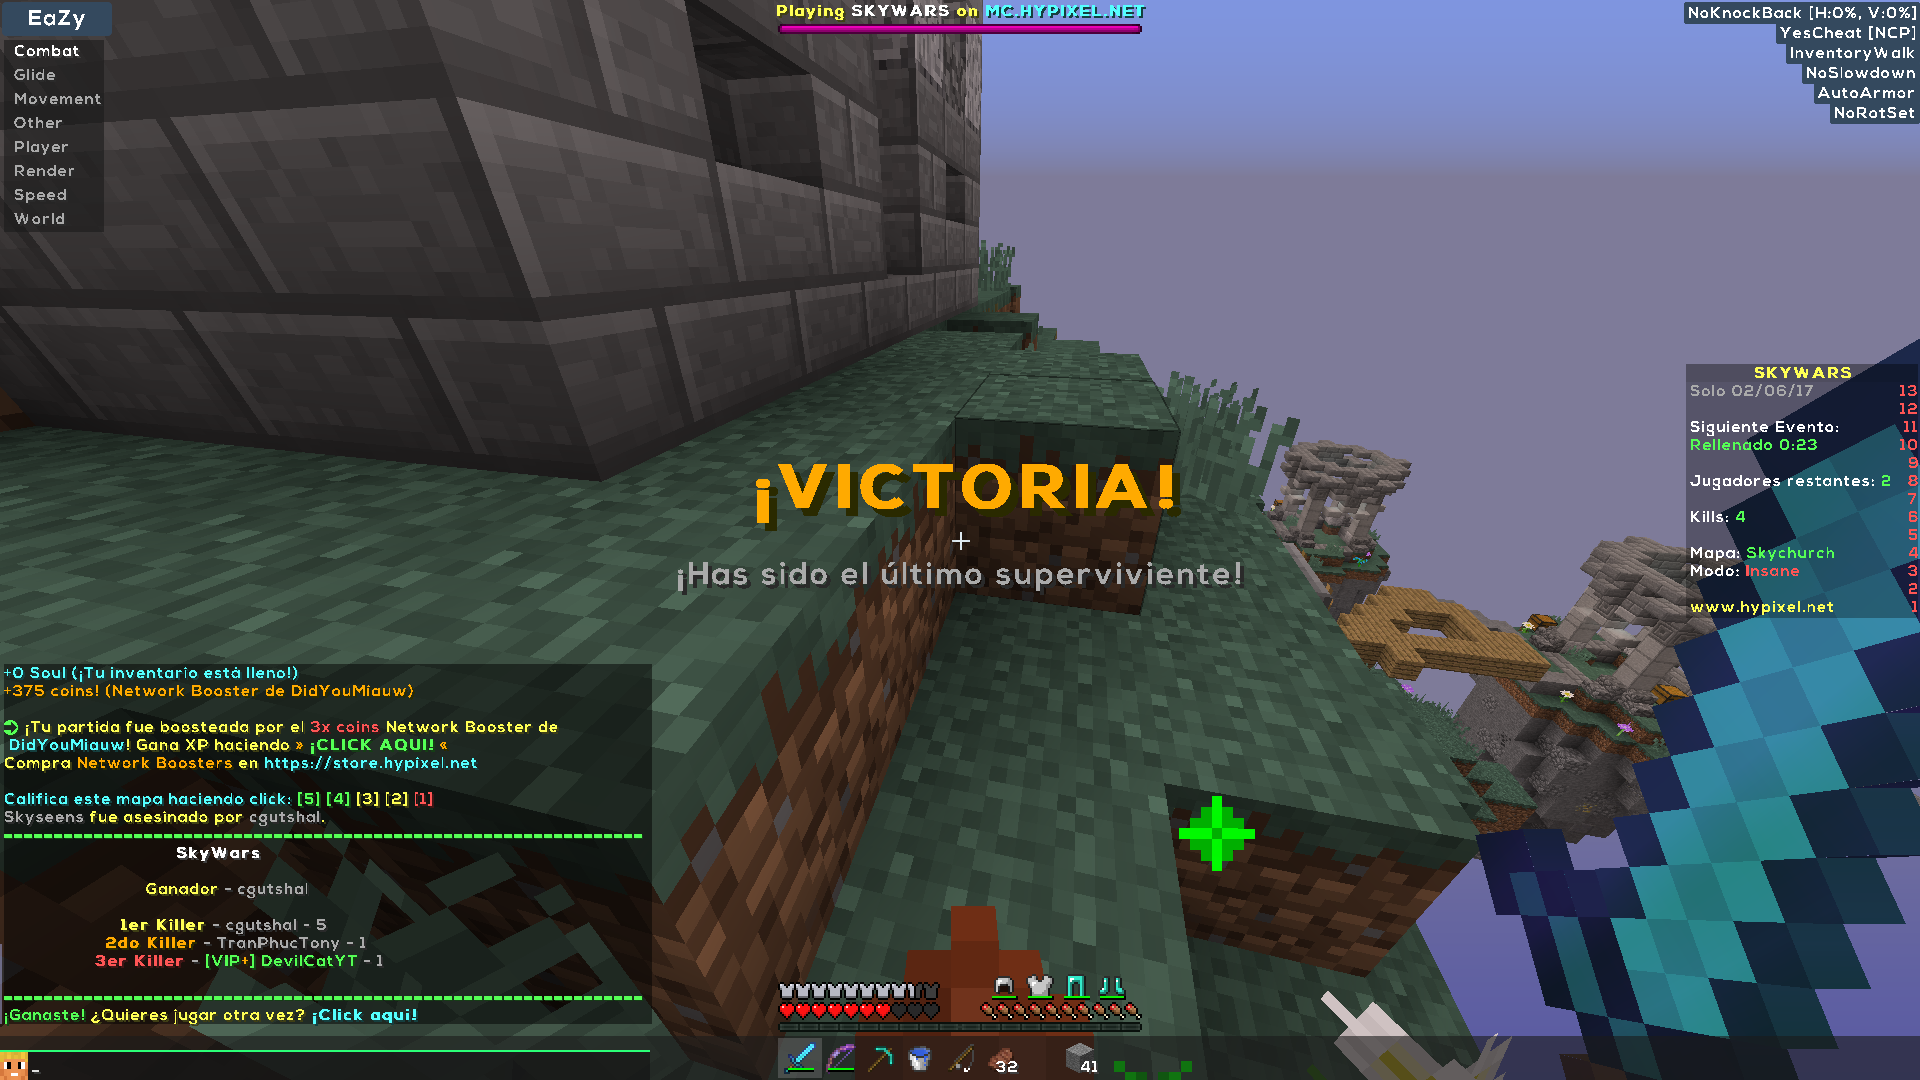 EaZy
Combat
Glide
Movement
Other
Player
Render
Speed
World
Playing SKYWARS on MC.HYPIXEL.NET
NoKnockBack [H:0%, V:0%]
YesCheat [NCP]
InventoryWalk
NoSlowdown
AutoArmor
NoRotSet
¡VICTORIA!
¡Has sido el último superviviente!
SKYWARS
Solo 02/06/17 13
12
Siguiente Evento: 11
Rellenado 0:23 10
9
Jugadores restantes: 2 8
7
Kills: 4 6
5
Mapa: Skychurch 4
Modo: Insane 3
2
www.hypixel.net 1
+0 Soul (¡Tu inventario está lleno!)
+375 coins! (Network Booster de DidYouMiauw)
➲ ¡Tu partida fue boosteada por el 3x coins Network Booster de
DidYouMiauw! Gana XP haciendo » ¡CLICK AQUI! «
Compra Network Boosters en https://store.hypixel.net
Califica este mapa haciendo click: [5] [4] [3] [2] [1]
Skyseens fue asesinado por cgutshal.
SkyWars
Ganador - cgutshal
1er Killer - cgutshal - 5
2do Killer - TranPhucTony - 1
3er Killer - [VIP+] DevilCatYT - 1
¡Ganaste! ¿Quieres jugar otra vez? ¡Click aquí!
32
41